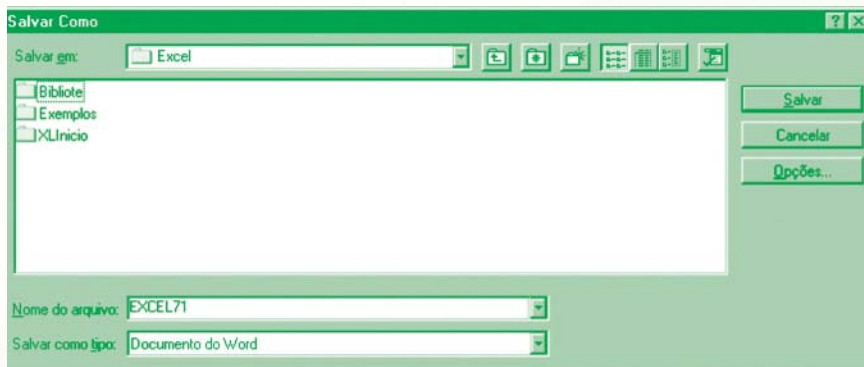 Salvar Como
Salvar em: Excel
Bibliote
Exemplos
XLInicio
Salvar
Cancelar
Opções...
Nome do arquivo: EXCEL71
Salvar como tipo: Documento do Word